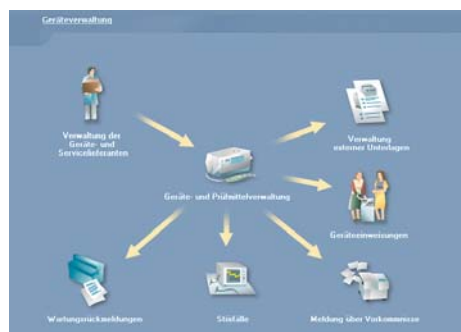 Geräteverwaltung
Verwaltung der
Geräte- und
Servicelieferanten
Verwaltung
externer Unterlagen
Geräte- und Prüfmittelverwaltung
Geräteeinweisungen
Wartungsrückmeldungen
Störfälle
Meldung über Vorkommnisse